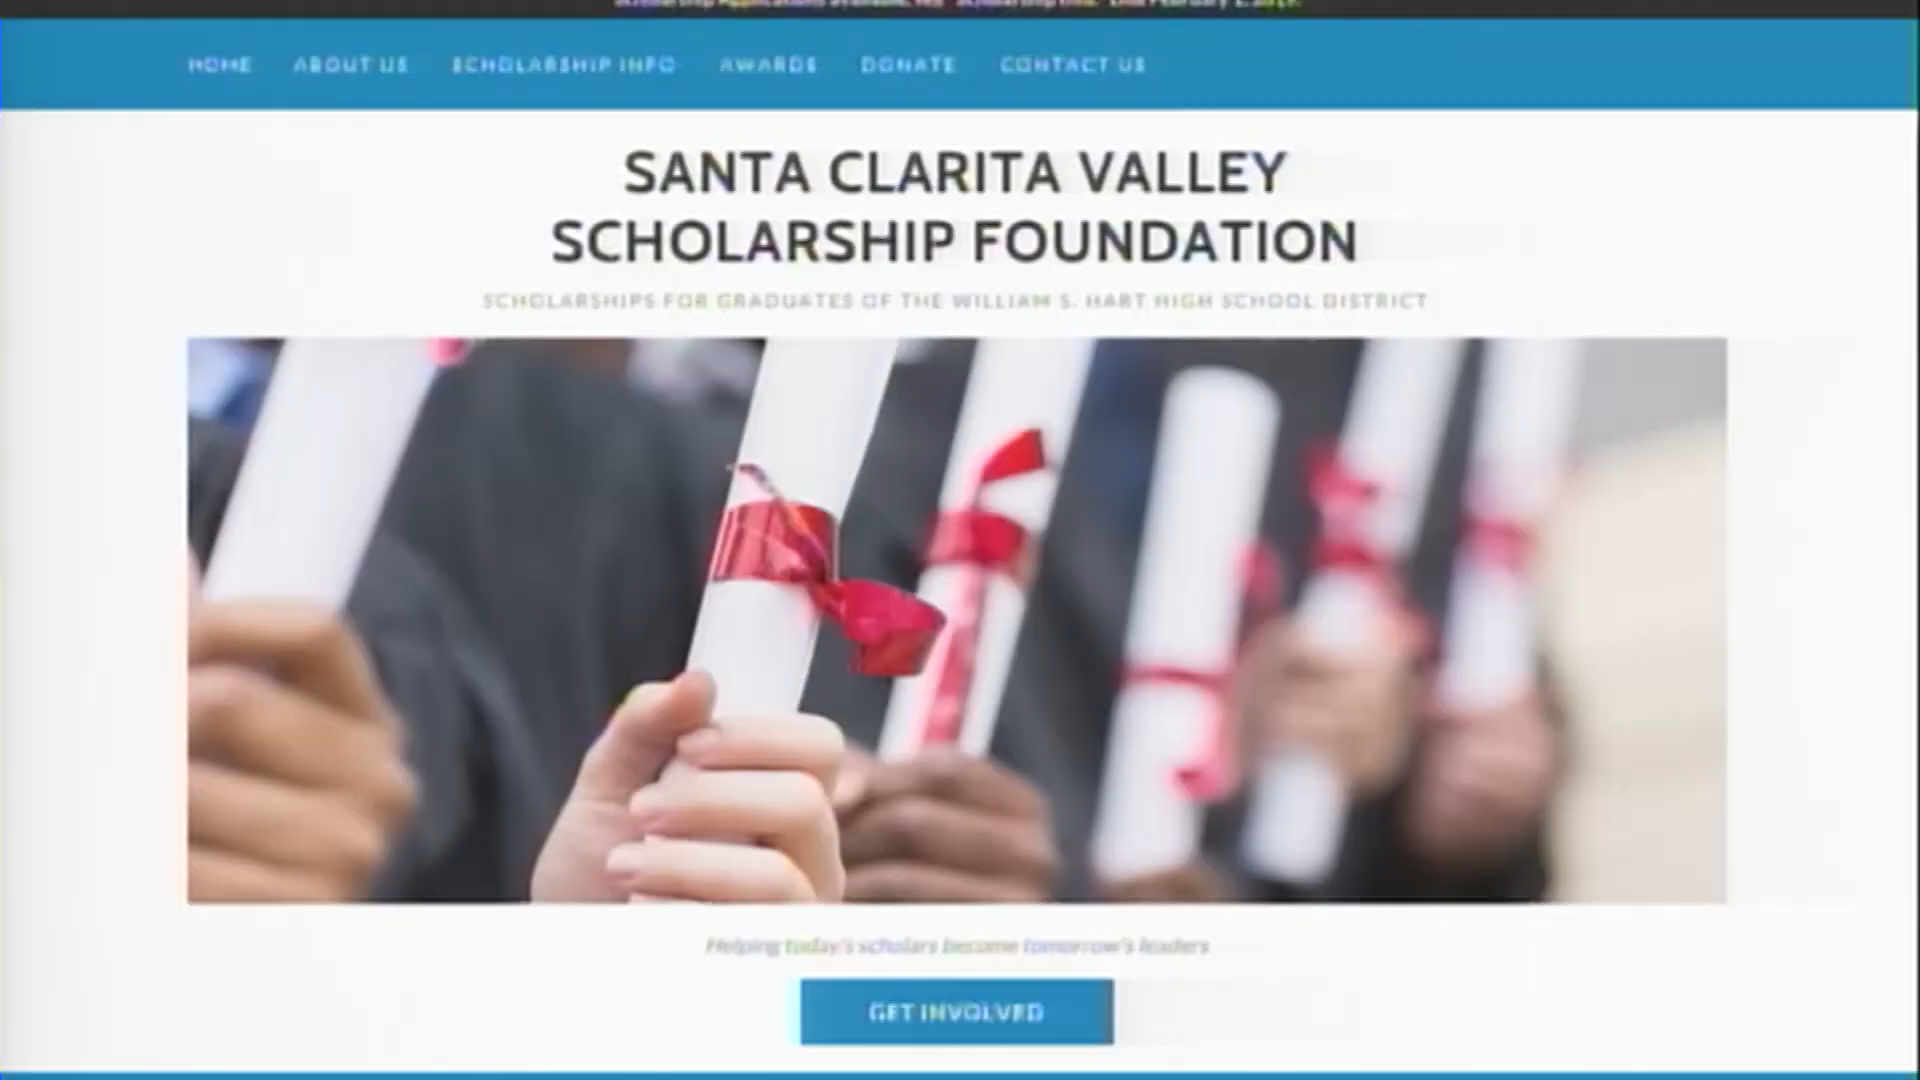 HOME ABOUT US SCHOLARSHIP INFO AWARDS DONATE CONTACT US
SANTA CLARITA VALLEY
SCHOLARSHIP FOUNDATION
SCHOLARSHIPS FOR GRADUATES OF THE WILLIAM S. HART HIGH SCHOOL DISTRICT
Helping today's scholars become tomorrow's leaders
GET INVOLVED